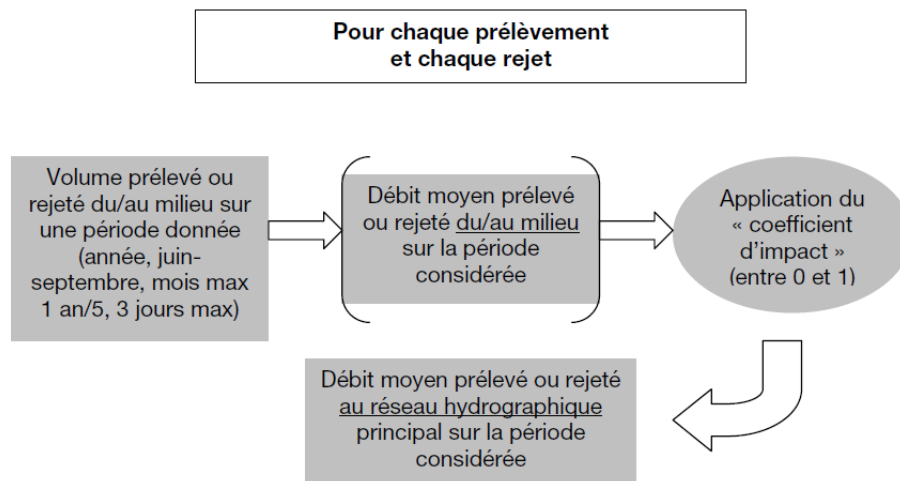 Pour chaque prélèvement
et chaque rejet
Volume prélevé ou
rejeté du/au milieu sur
une période donnée
(année, juin-
septembre, mois max
1 an/5, 3 jours max)
Débit moyen prélevé
ou rejeté du/au milieu
sur la période
considérée
Application du
« coefficient
d'impact »
(entre 0 et 1)
Débit moyen prélevé ou rejeté
au réseau hydrographique
principal sur la période
considérée